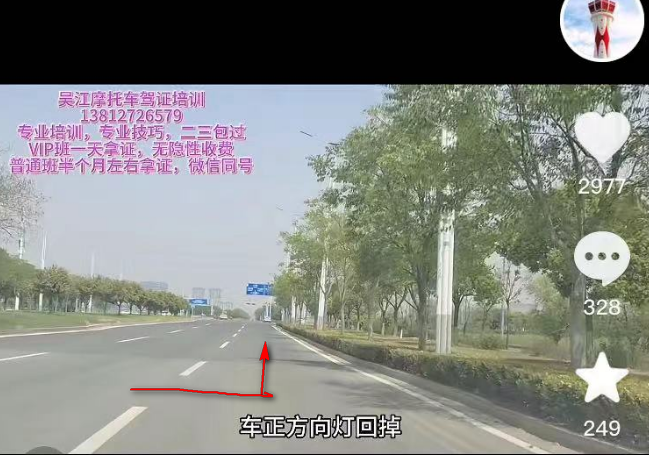 吴江摩托车驾证培训
13812726579
专业培训，专业技巧，二三包过
VIP班一天拿证，无隐性收费
普通班半个月左右拿证，微信同号
2977
328
249
车正方向灯回掉